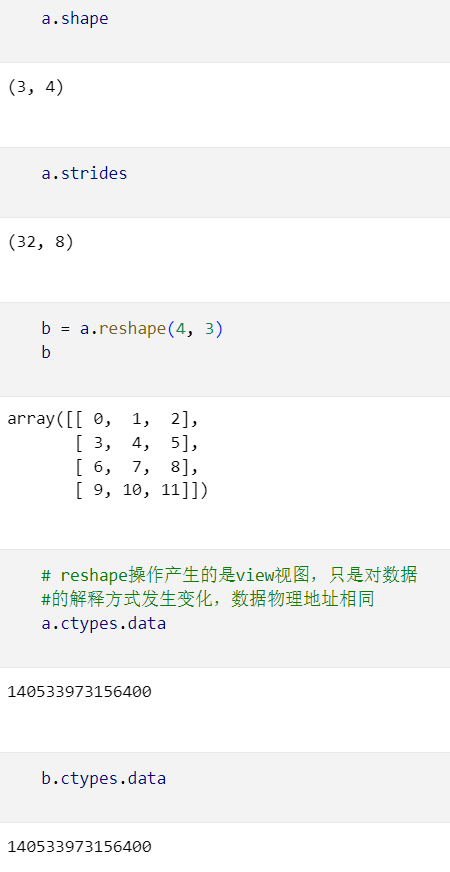 a.shape
(3, 4)
a.strides
(32, 8)
b = a.reshape(4, 3)
b
array([[ 0,  1,  2],
       [ 3,  4,  5],
       [ 6,  7,  8],
       [ 9, 10, 11]])
# reshape操作产生的是view视图，只是对数据
#的解释方式发生变化，数据物理地址相同
a.ctypes.data
140533973156400
b.ctypes.data
140533973156400